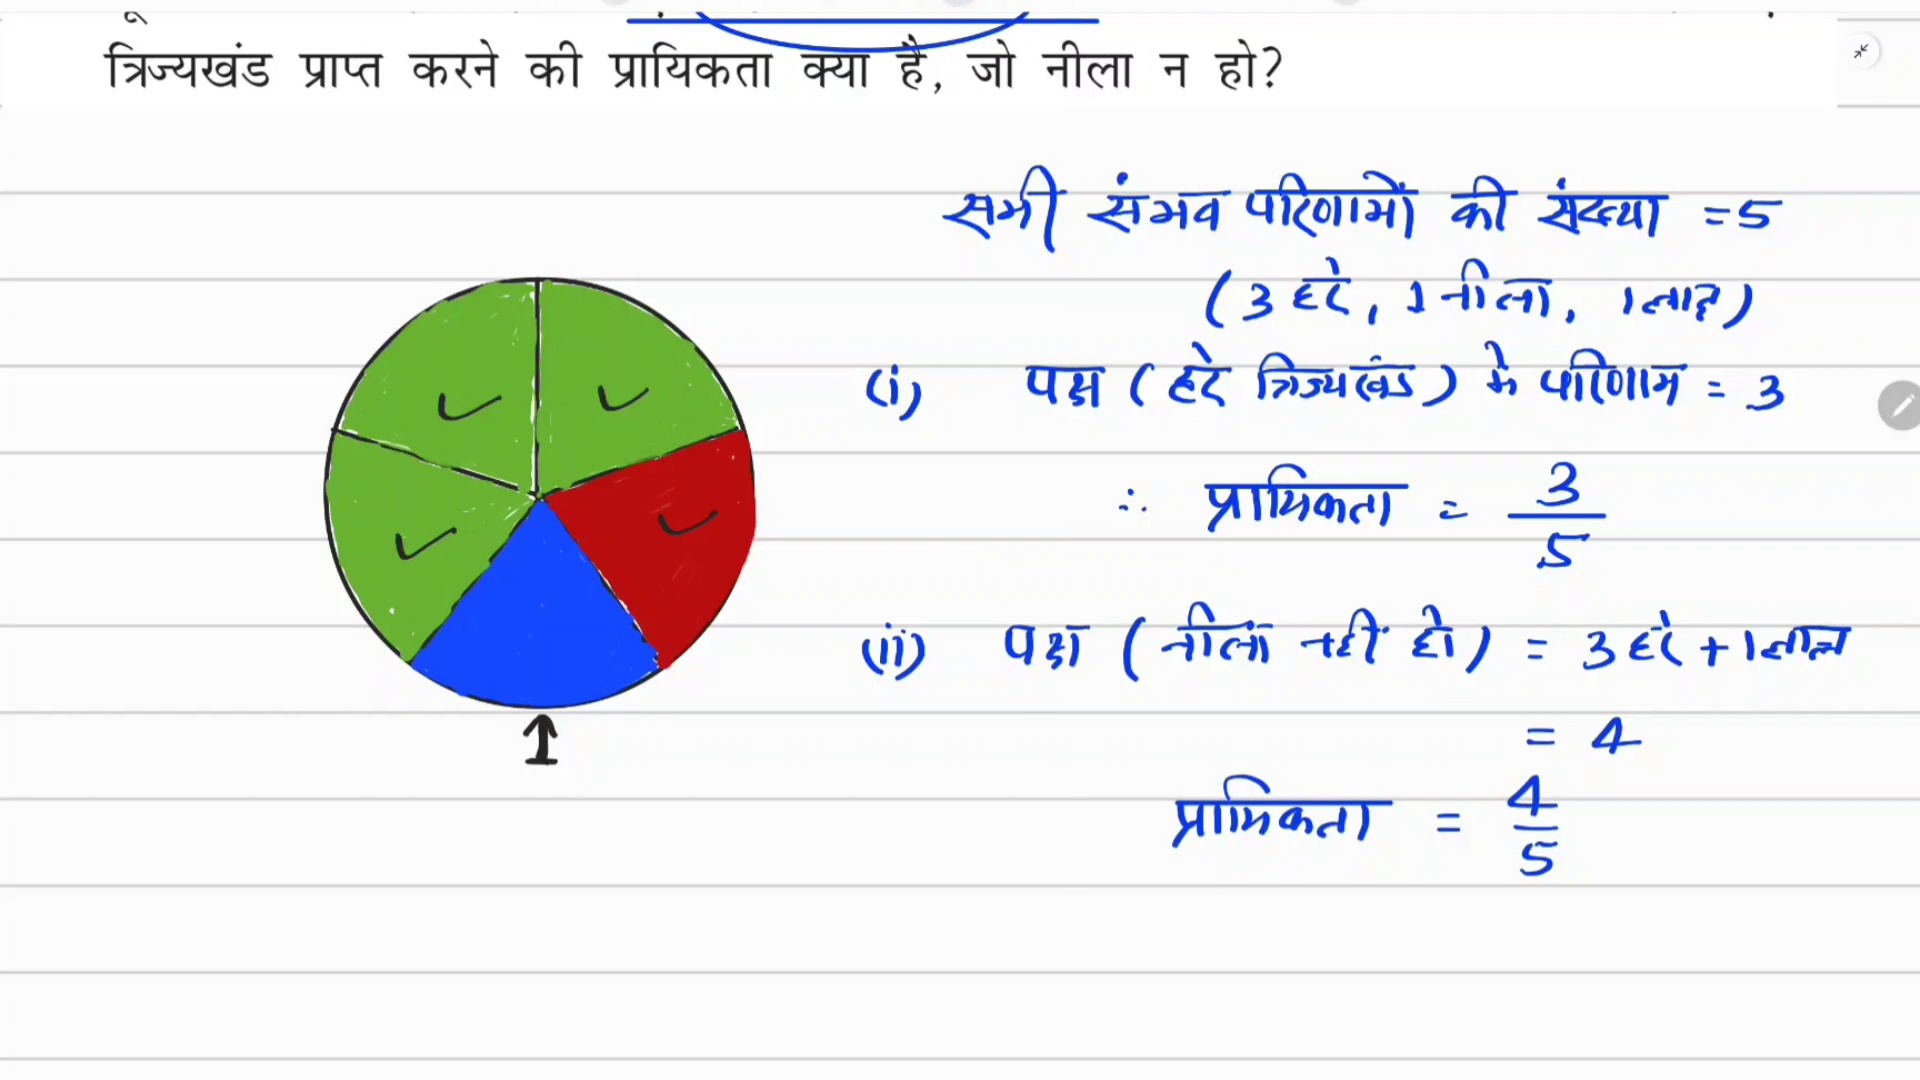 त्रिज्यखंड प्राप्त करने की प्रायिकता क्या है, जो नीला न हो?
सभी संभव परिणामों की संख्या = 5
(3 हरे, 1 नीला, 1 लाल)
(i) पक्ष (हरे त्रिज्यखंड) के परिणाम = 3
∴ प्रायिकता = 3/5
(ii) पक्ष (नीला नहीं हो) = 3 हरे + 1 लाल
= 4
प्रायिकता = 4/5